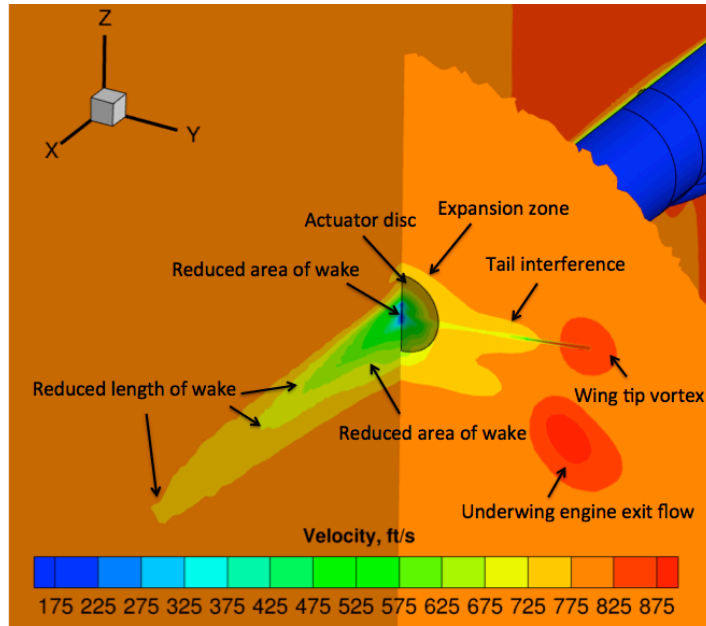 Z
Y
X
Expansion zone
Actuator disc
Tail interference
Reduced area of wake
Reduced length of wake
Wing tip vortex
Reduced area of wake
Underwing engine exit flow
Velocity, ft/s
175 225 275 325 375 425 475 525 575 625 675 725 775 825 875